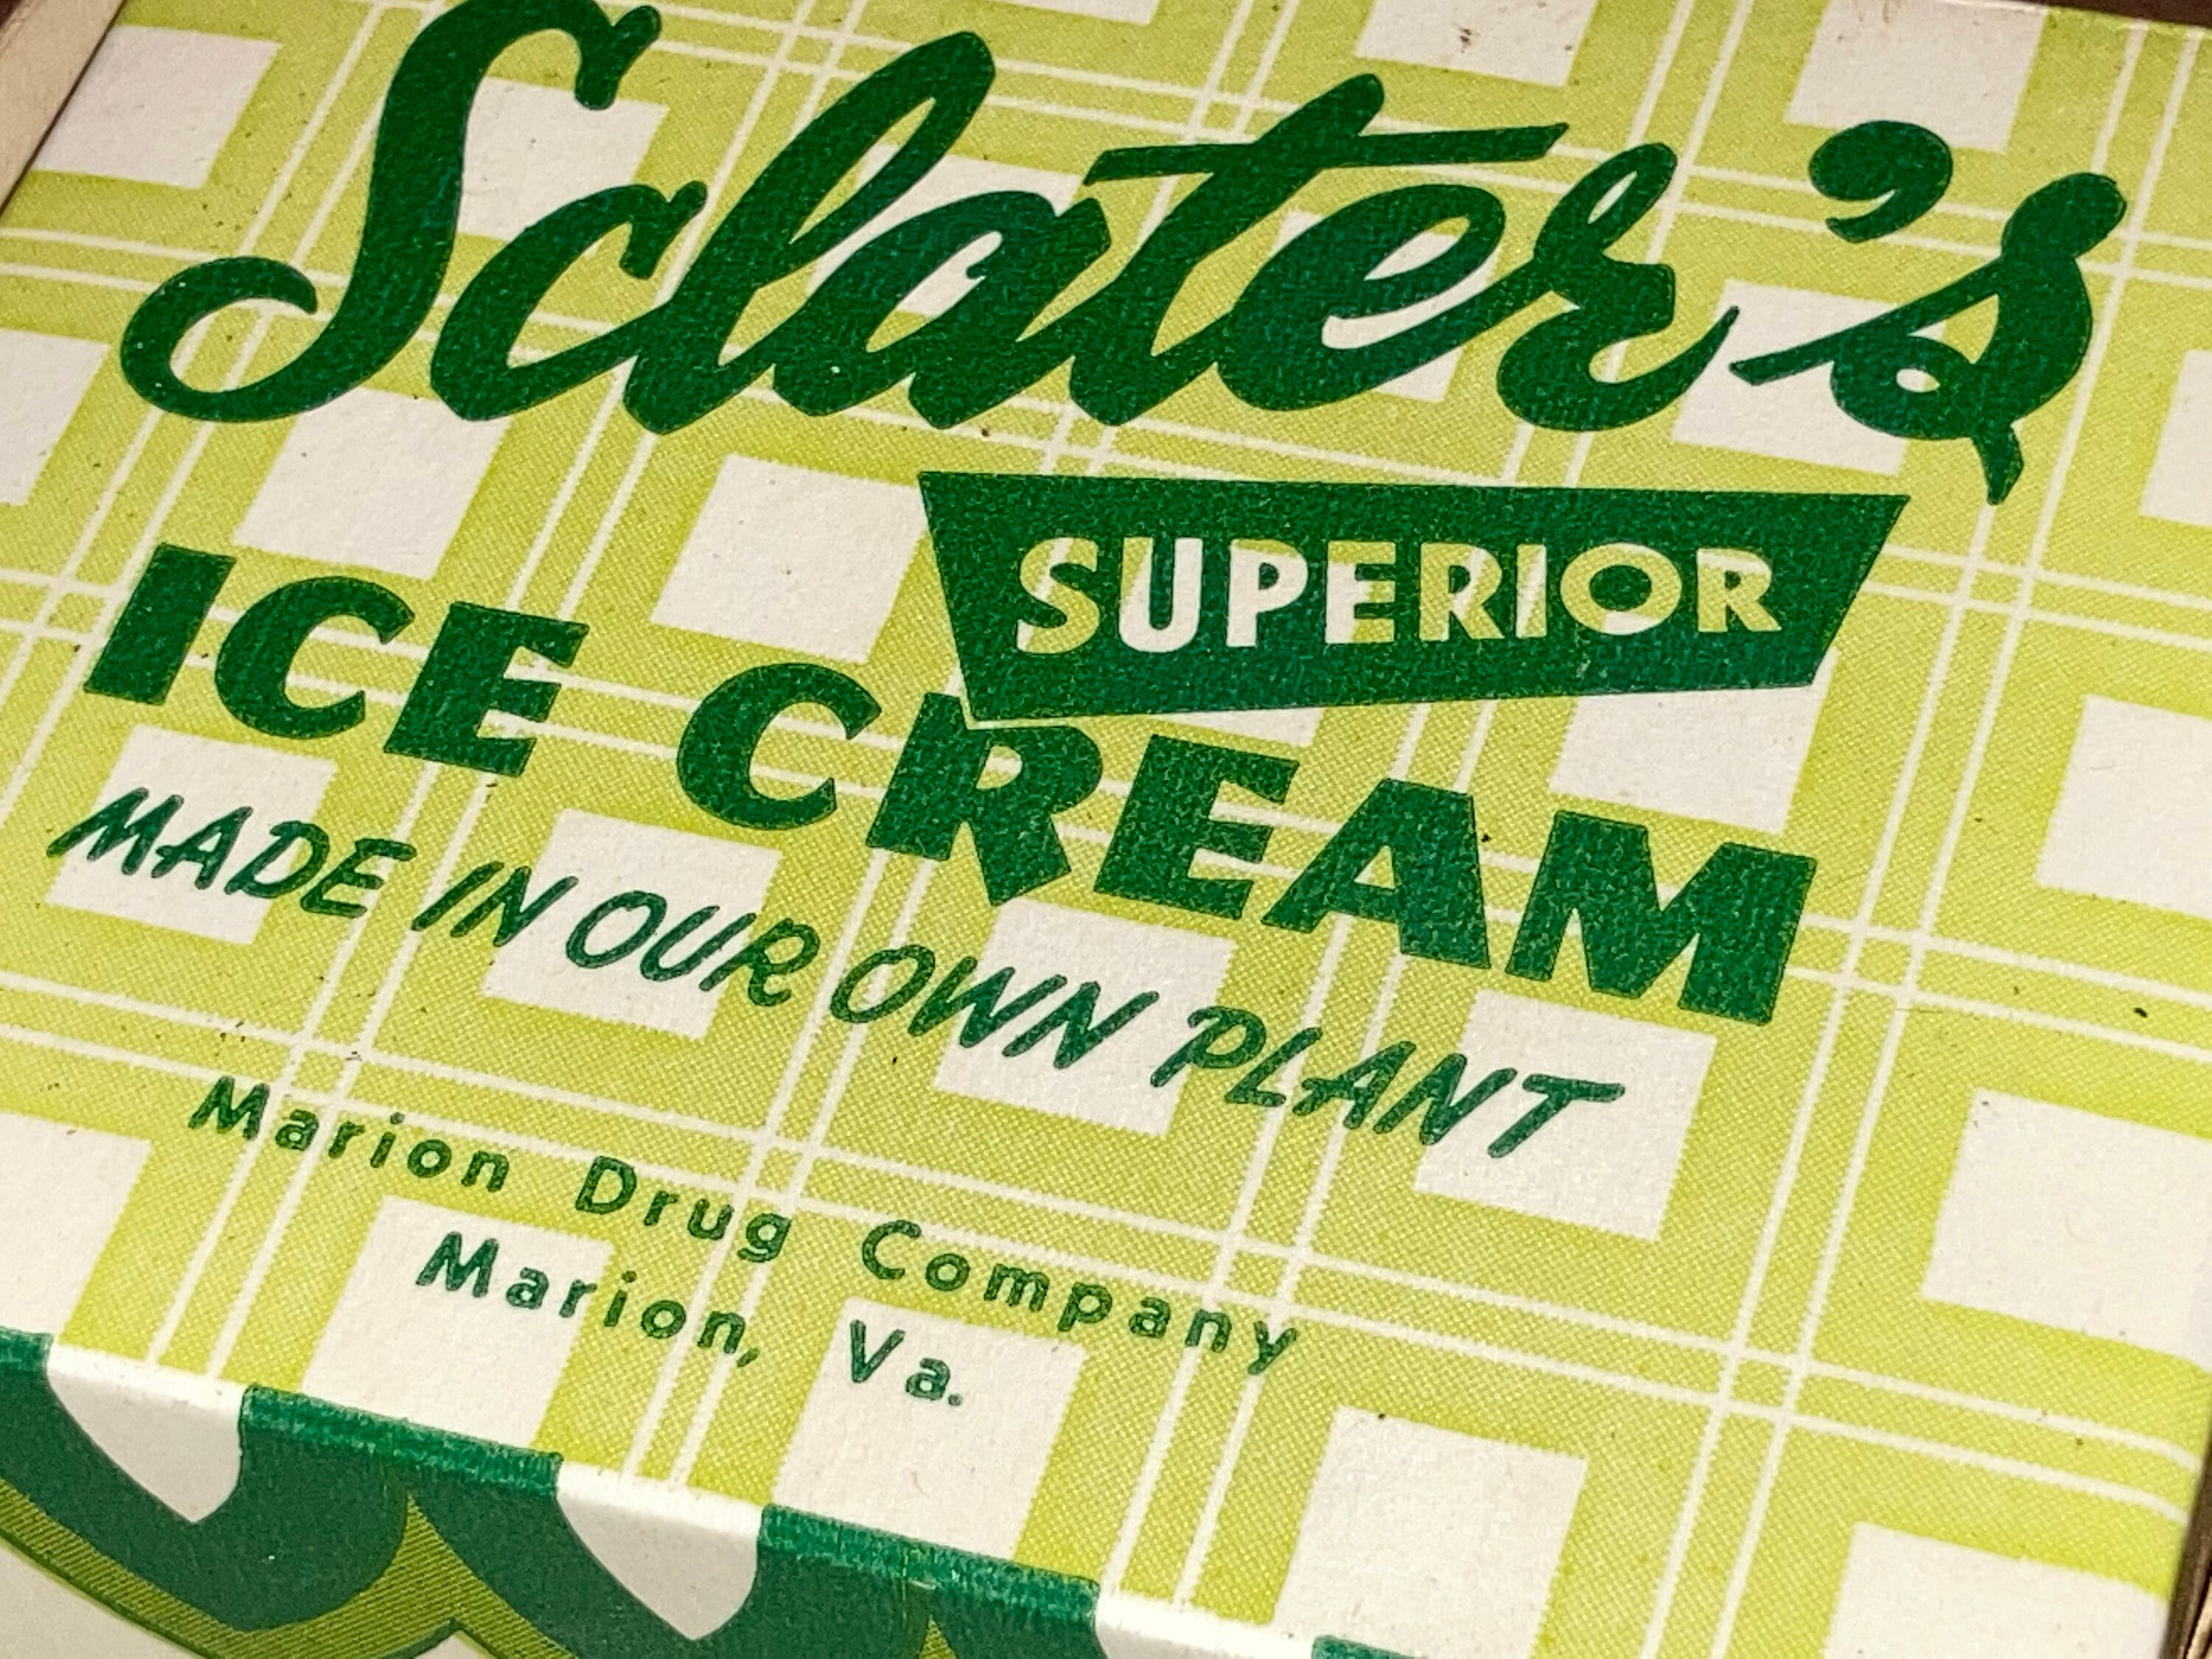 Sclater's
SUPERIOR
ICE CREAM
MADE IN OUR OWN PLANT
Marion Drug Company
Marion, Va.